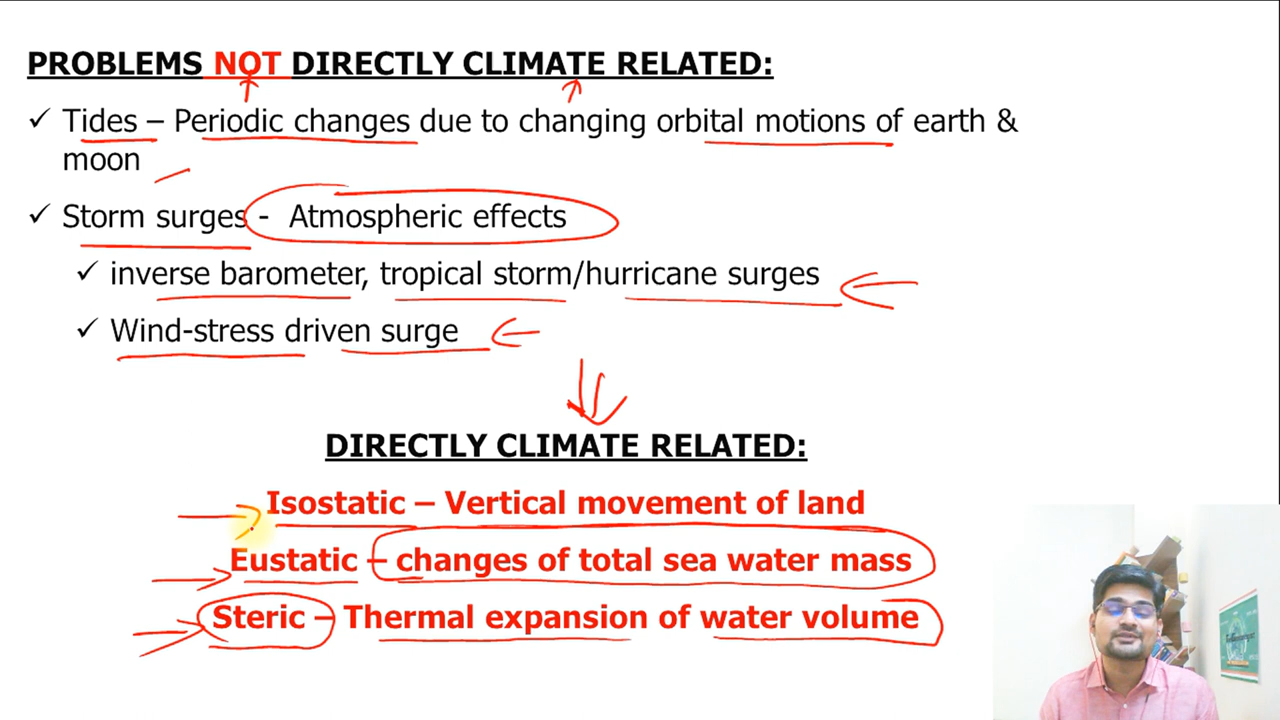 PROBLEMS NOT DIRECTLY CLIMATE RELATED:
✓ Tides – Periodic changes due to changing orbital motions of earth &
moon
✓ Storm surges - Atmospheric effects
✓ inverse barometer, tropical storm/hurricane surges
✓ Wind-stress driven surge
DIRECTLY CLIMATE RELATED:
Isostatic – Vertical movement of land
Eustatic – changes of total sea water mass
Steric – Thermal expansion of water volume